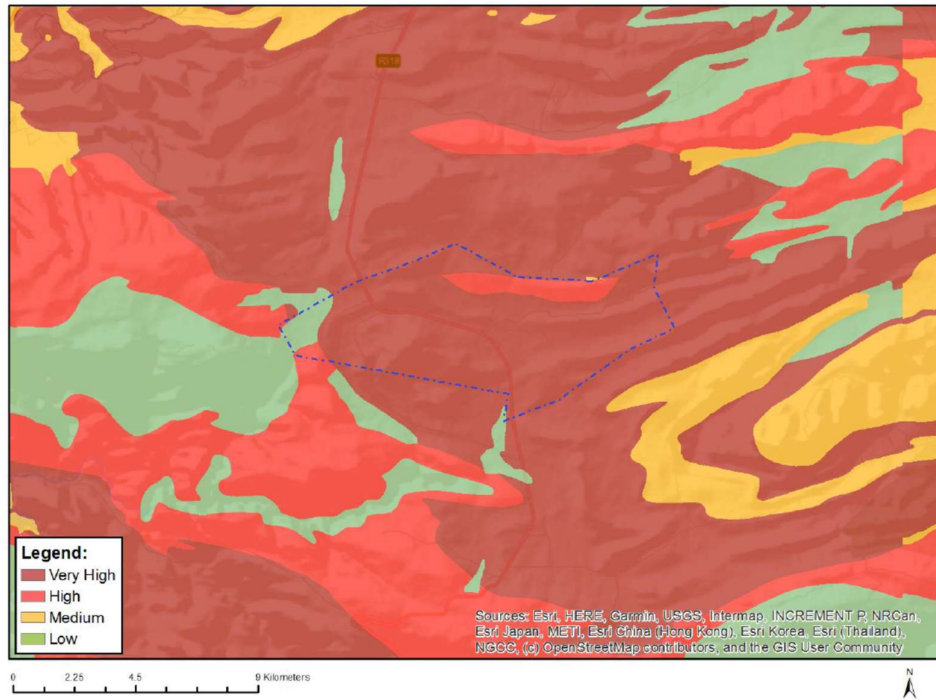 R318
Legend:
Very High
High
Medium
Low
Sources: Esri, HERE, Garmin, USGS, Intermap, INCREMENT P, NRCan,
Esri Japan, METI, Esri China (Hong Kong), Esri Korea, Esri (Thailand),
NGCC, (c) OpenStreetMap contributors, and the GIS User Community
0 2.25 4.5 9 Kilometers
N